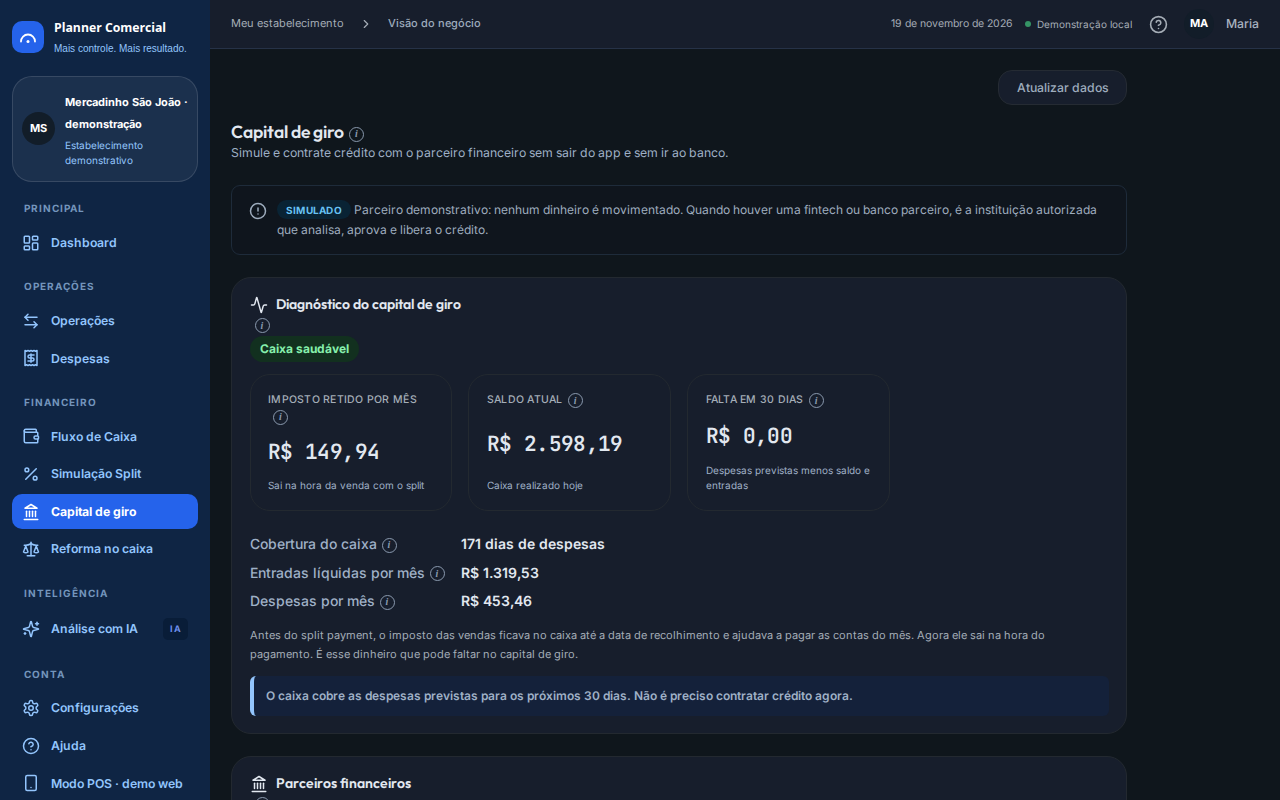 Planner Comercial
Mais controle. Mais resultado.
MS
Mercadinho São João ·
demonstração
Estabelecimento
demonstrativo
PRINCIPAL
Dashboard
OPERAÇÕES
Operações
Despesas
FINANCEIRO
Fluxo de Caixa
Simulação Split
Capital de giro
Reforma no caixa
INTELIGÊNCIA
Análise com IA
IA
CONTA
Configurações
Ajuda
Modo POS · demo web
Meu estabelecimento
Visão do negócio
19 de novembro de 2026
Demonstração local
MA
Maria
Atualizar dados
Capital de giro
Simule e contrate crédito com o parceiro financeiro sem sair do app e sem ir ao banco.
SIMULADO Parceiro demonstrativo: nenhum dinheiro é movimentado. Quando houver uma fintech ou banco parceiro, é a instituição autorizada
que analisa, aprova e libera o crédito.
Diagnóstico do capital de giro
Caixa saudável
IMPOSTO RETIDO POR MÊS
R$ 149,94
Sai na hora da venda com o split
SALDO ATUAL
R$ 2.598,19
Caixa realizado hoje
FALTA EM 30 DIAS
R$ 0,00
Despesas previstas menos saldo e
entradas
Cobertura do caixa 171 dias de despesas
Entradas líquidas por mês R$ 1.319,53
Despesas por mês R$ 453,46
Antes do split payment, o imposto das vendas ficava no caixa até a data de recolhimento e ajudava a pagar as contas do mês. Agora ele sai na hora do
pagamento. É esse dinheiro que pode faltar no capital de giro.
O caixa cobre as despesas previstas para os próximos 30 dias. Não é preciso contratar crédito agora.
Parceiros financeiros